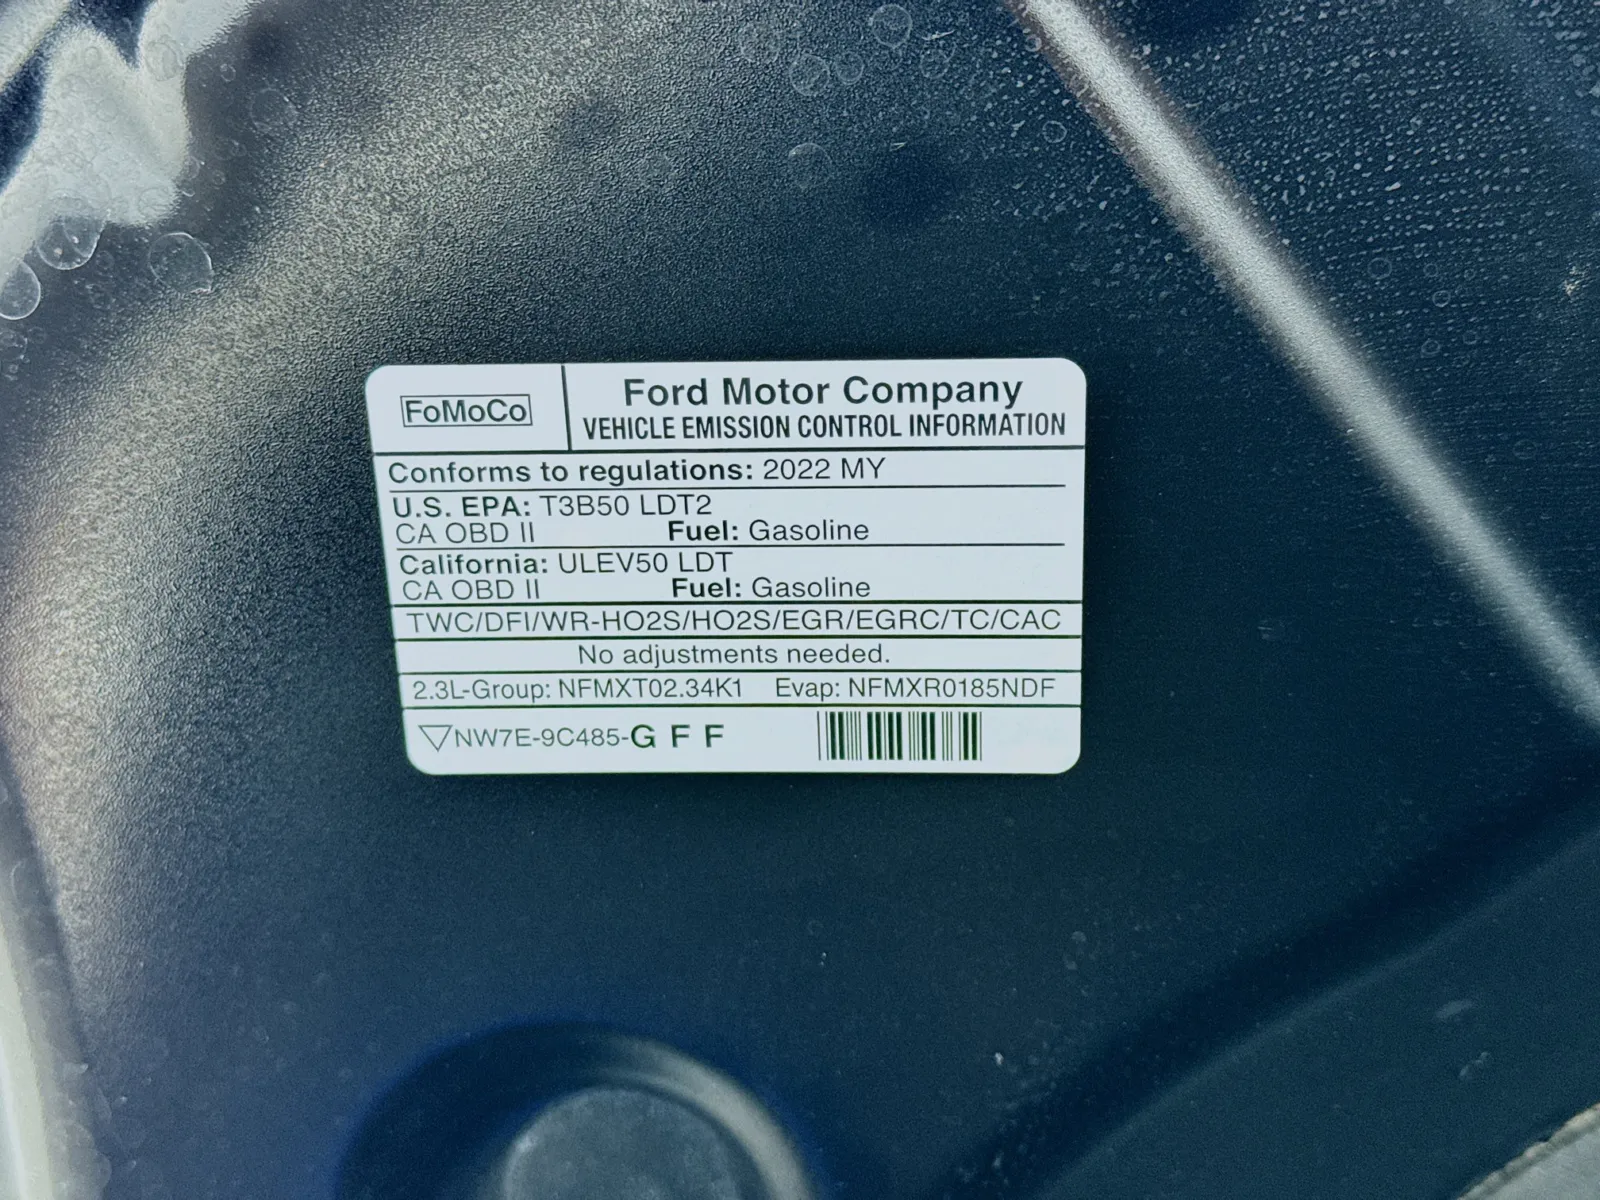 FoMoCo
Ford Motor Company
VEHICLE EMISSION CONTROL INFORMATION
Conforms to regulations: 2022 MY
U.S. EPA: T3B50 LDT2
CA OBD II Fuel: Gasoline
California: ULEV50 LDT
CA OBD II Fuel: Gasoline
TWC/DFI/WR-HO2S/HO2S/EGR/EGRC/TC/CAC
No adjustments needed.
2.3L-Group: NFMXT02.34K1 Evap: NFMXR0185NDF
NW7E-9C485-G F F